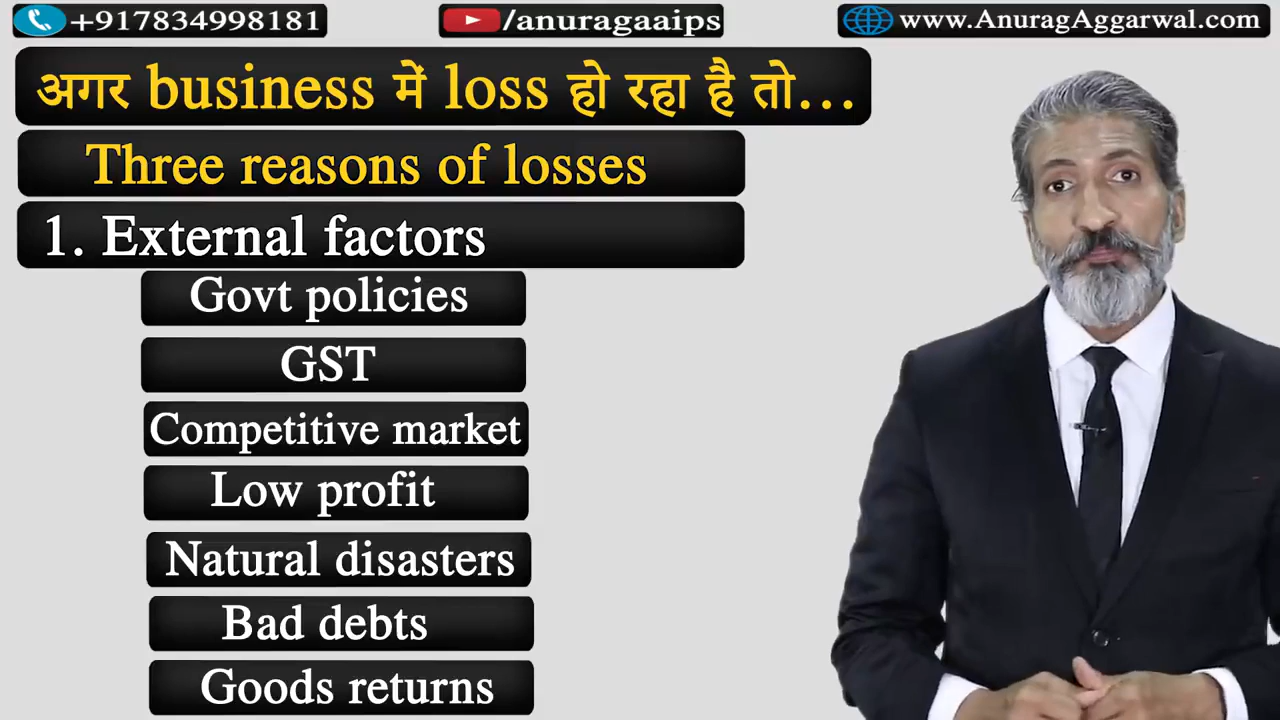 +917834998181
/anuragaaips
www.AnuragAggarwal.com
अगर business में loss हो रहा है तो...
Three reasons of losses
1. External factors
Govt policies
GST
Competitive market
Low profit
Natural disasters
Bad debts
Goods returns